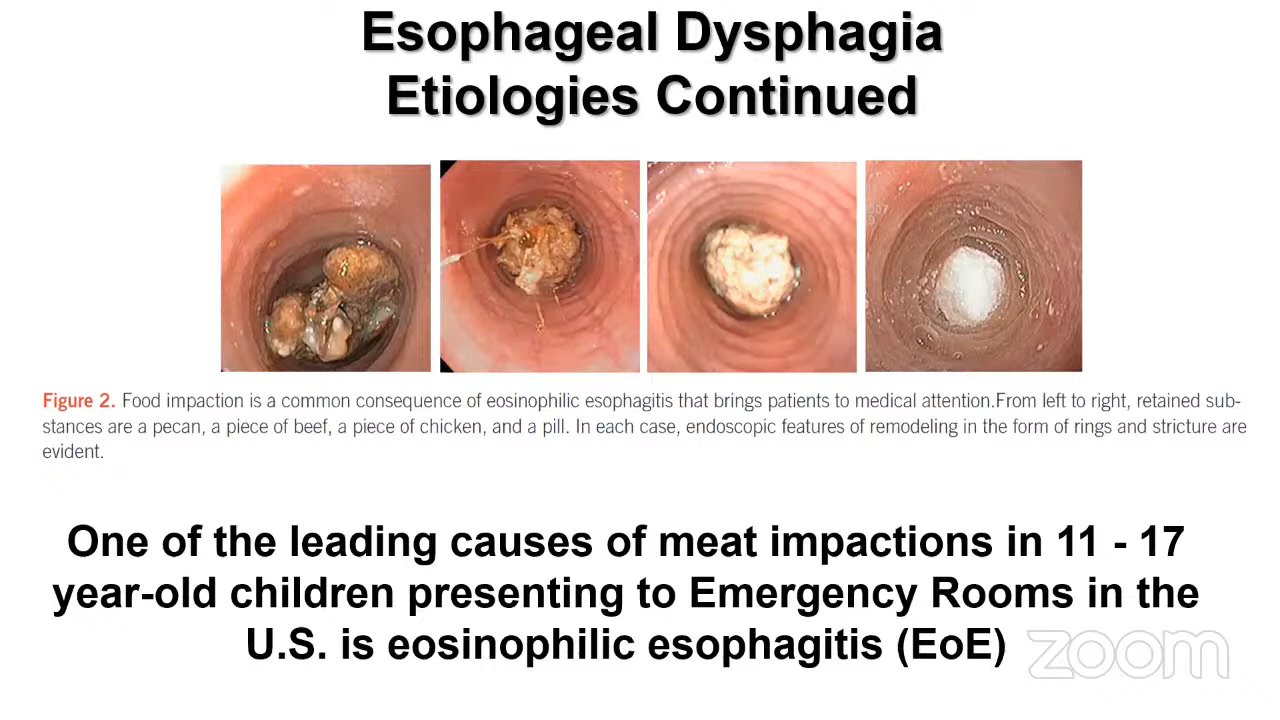 Esophageal Dysphagia
Etiologies Continued
Figure 2. Food impaction is a common consequence of eosinophilic esophagitis that brings patients to medical attention.From left to right, retained sub-
stances are a pecan, a piece of beef, a piece of chicken, and a pill. In each case, endoscopic features of remodeling in the form of rings and stricture are
evident.
One of the leading causes of meat impactions in 11 - 17
year-old children presenting to Emergency Rooms in the
U.S. is eosinophilic esophagitis (EoE)
zoom